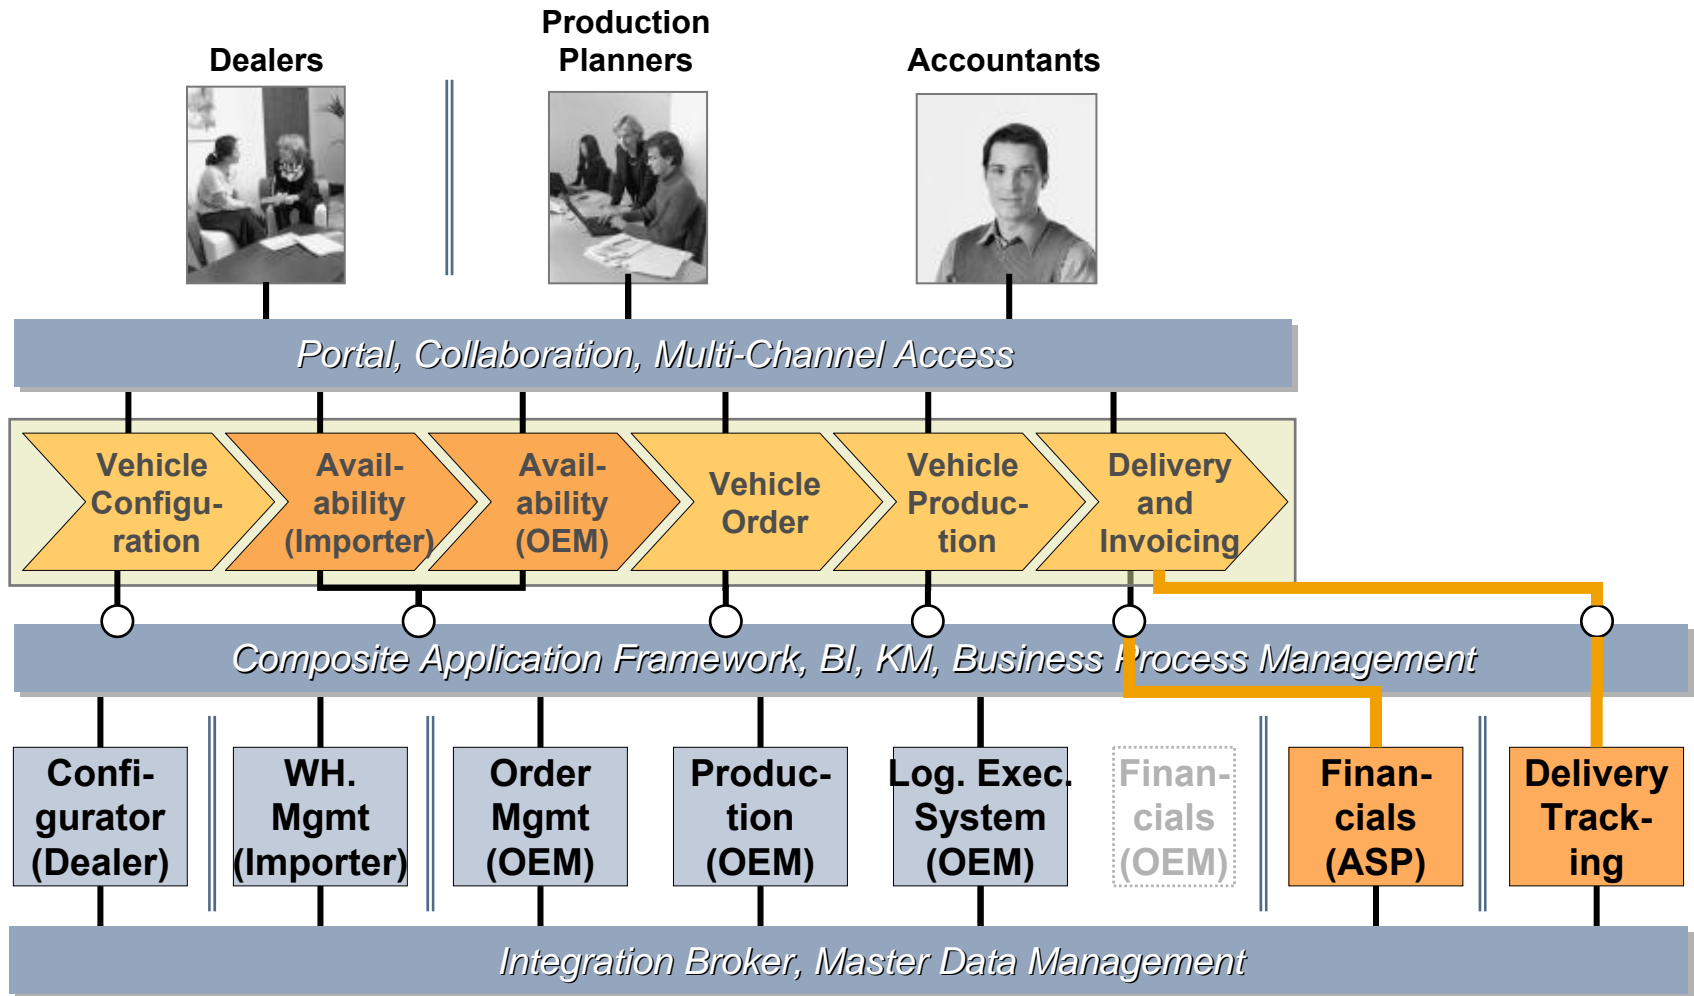 Dealers
Production
Planners
Accountants
Portal, Collaboration, Multi-Channel Access
Vehicle
Configu-
ration
Avail-
ability
(Importer)
Avail-
ability
(OEM)
Vehicle
Order
Vehicle
Produc-
tion
Delivery
and
Invoicing
Composite Application Framework, BI, KM, Business Process Management
Confi-
gurator
(Dealer)
WH.
Mgmt
(Importer)
Order
Mgmt
(OEM)
Produc-
tion
(OEM)
Log. Exec.
System
(OEM)
Finan-
cials
(OEM)
Finan-
cials
(ASP)
Delivery
Track-
ing
Integration Broker, Master Data Management